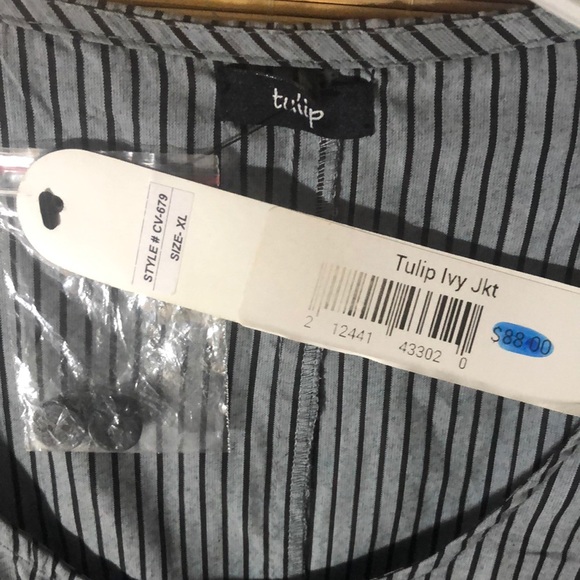 tulip
STYLE # CV-679
SIZE- XL
Tulip Ivy Jkt
2 12441 43302 0
$88.00